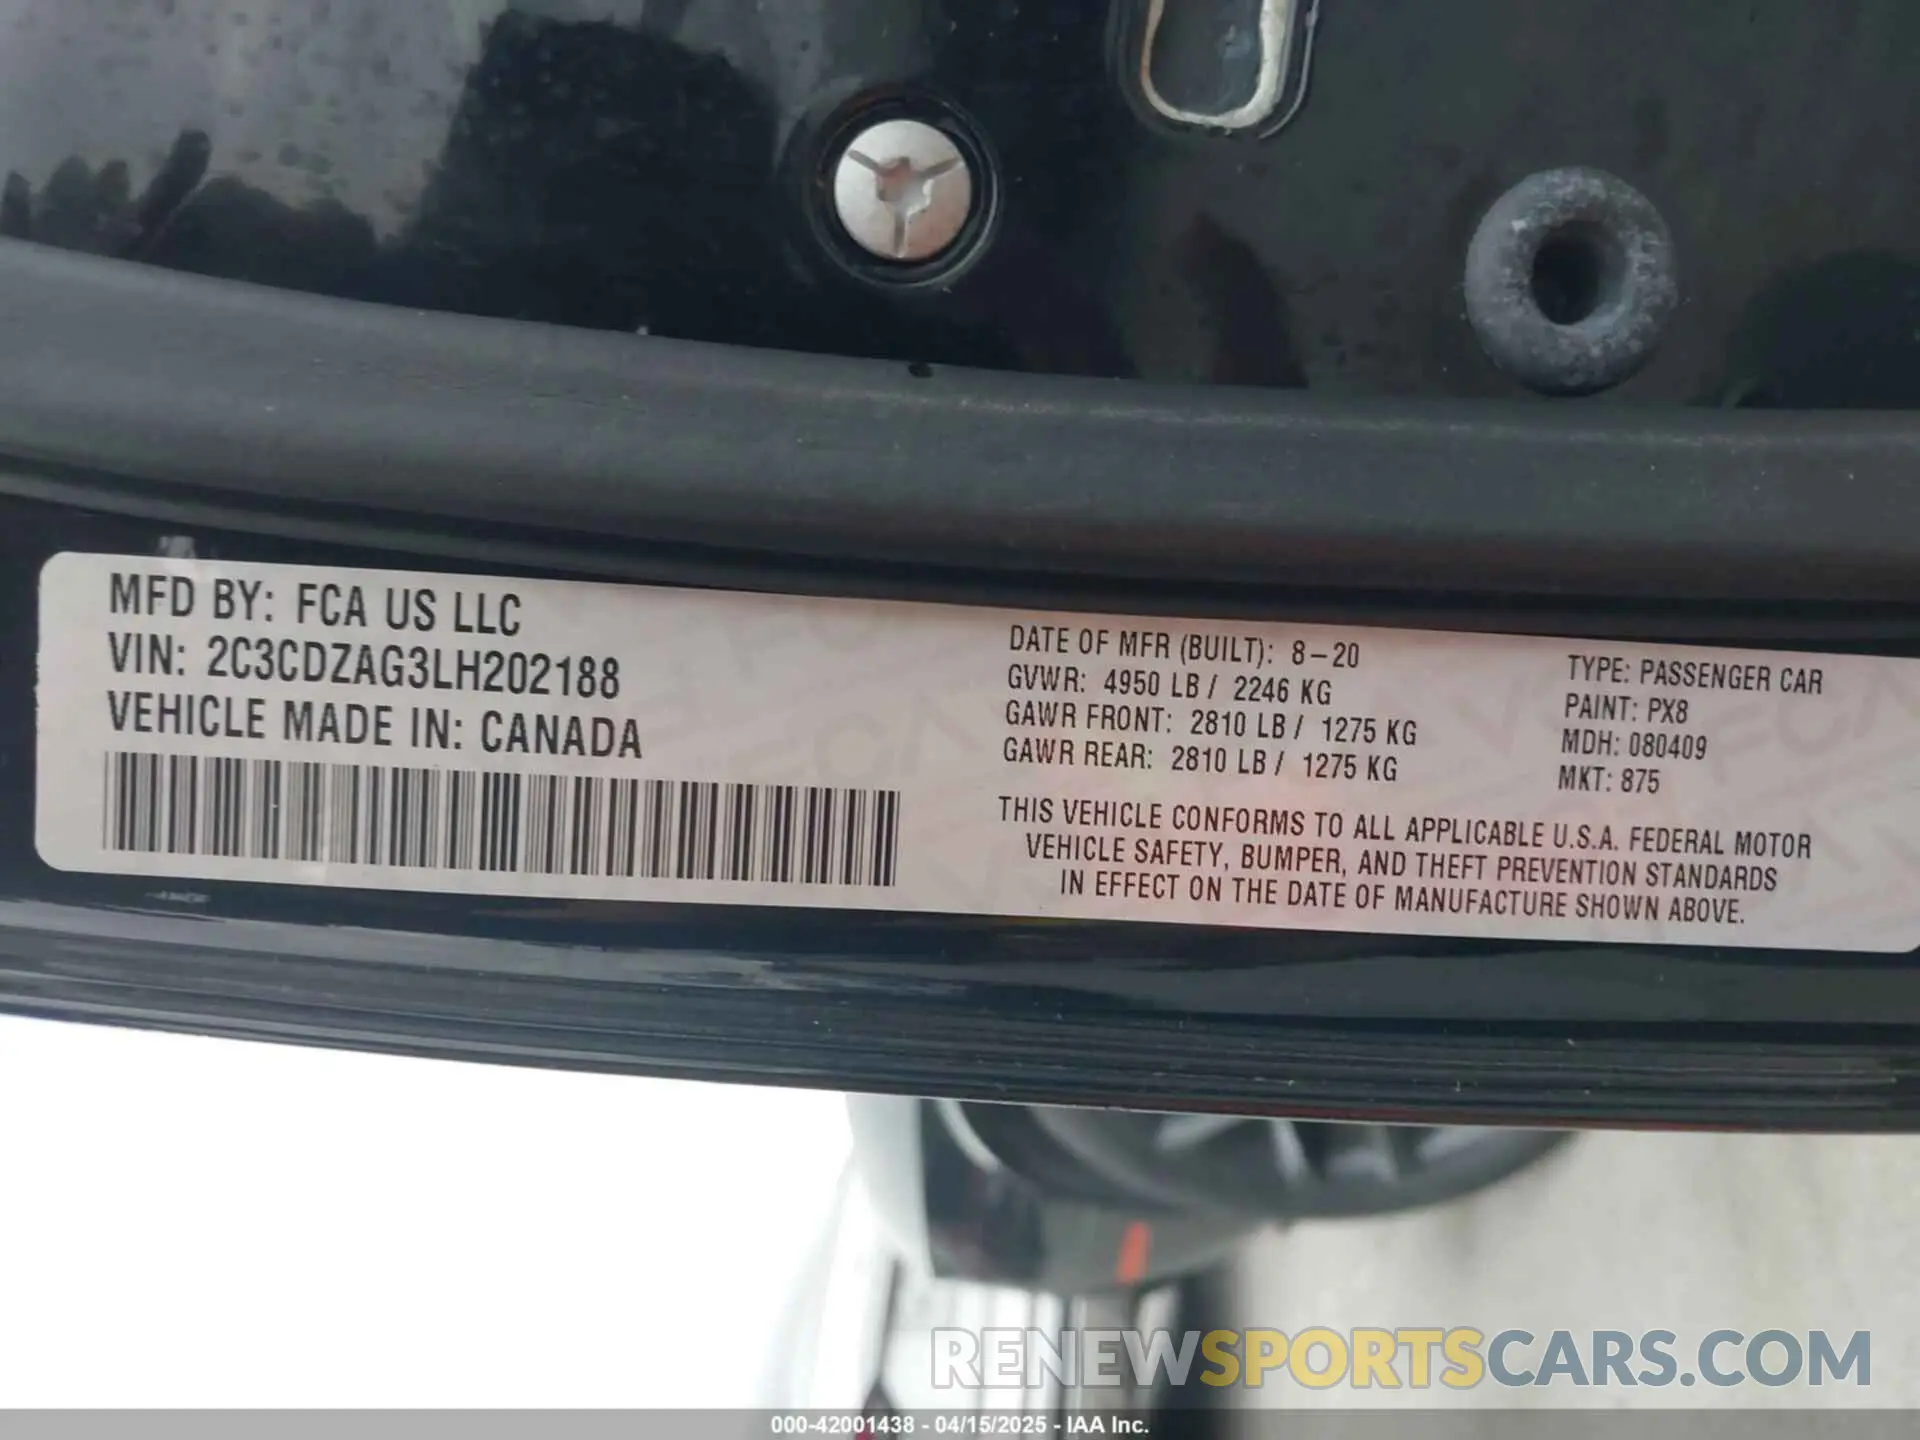 MFD BY: FCA US LLC
VIN: 2C3CDZAG3LH202188
VEHICLE MADE IN: CANADA
DATE OF MFR (BUILT): 8-20
GVWR: 4950 LB / 2246 KG
GAWR FRONT: 2810 LB / 1275 KG
GAWR REAR: 2810 LB / 1275 KG
TYPE: PASSENGER CAR
PAINT: PX8
MDH: 080409
MKT: 875
THIS VEHICLE CONFORMS TO ALL APPLICABLE U.S.A. FEDERAL MOTOR
VEHICLE SAFETY, BUMPER, AND THEFT PREVENTION STANDARDS
IN EFFECT ON THE DATE OF MANUFACTURE SHOWN ABOVE.
RENEWSPORTSCARS.COM
000-42001438 - 04/15/2025 - IAA Inc.